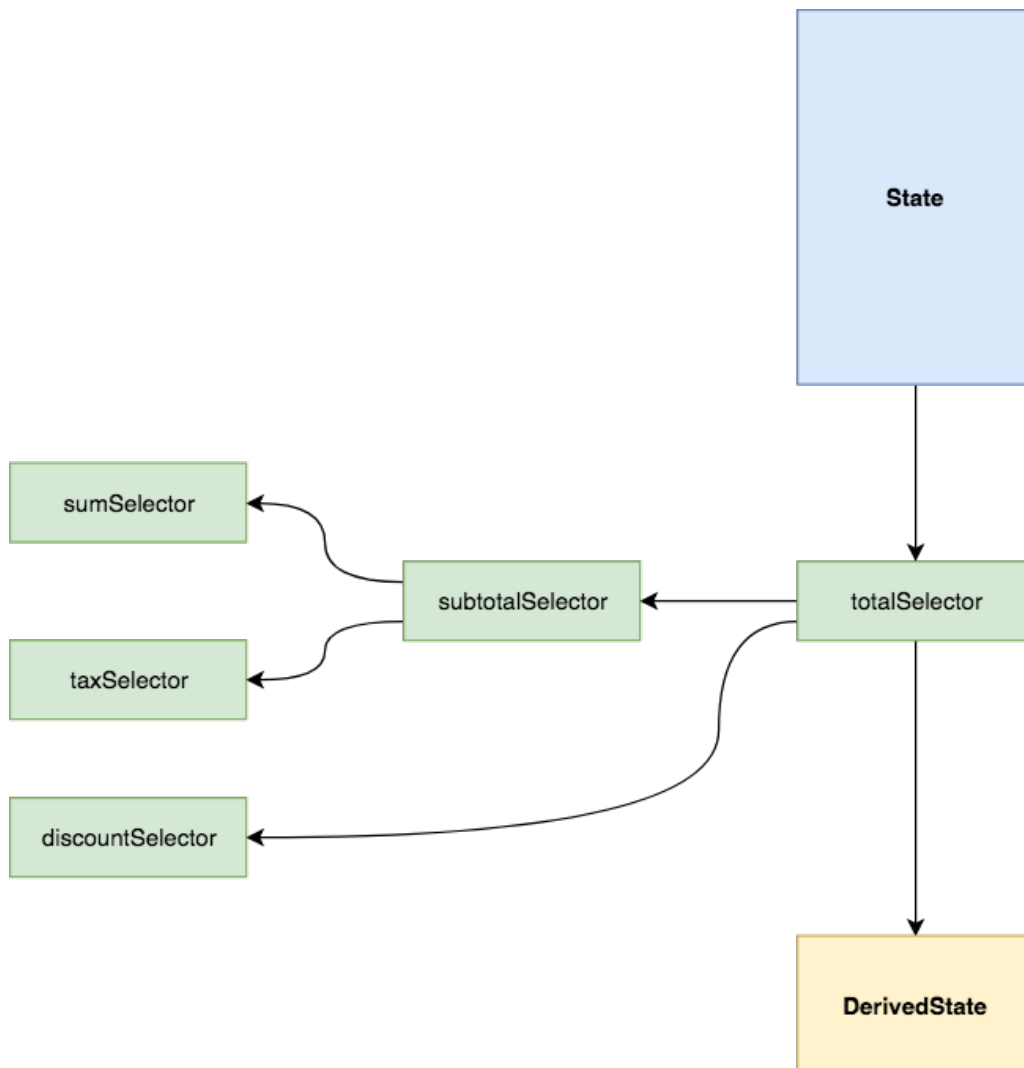 State
sumSelector
subtotalSelector
totalSelector
taxSelector
discountSelector
DerivedState